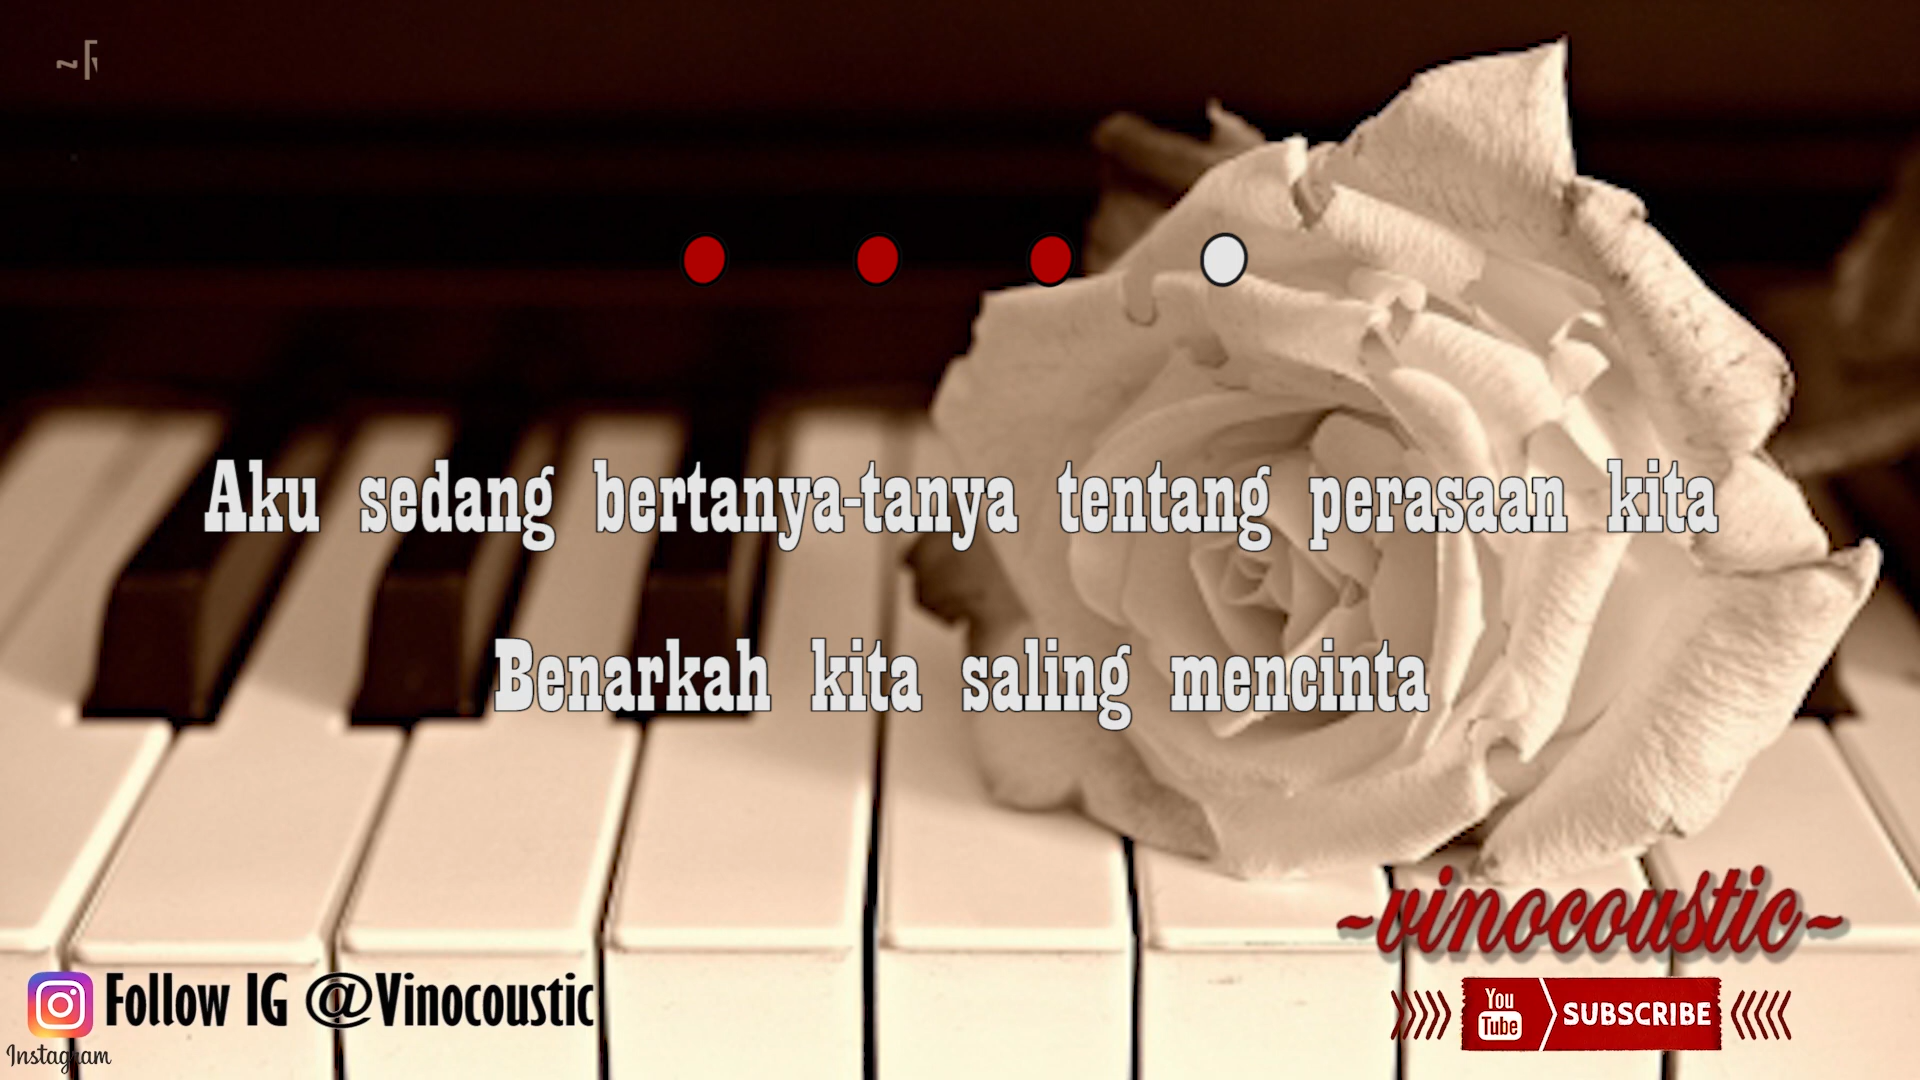 Aku sedang bertanya-tanya tentang perasaan kita
Benarkah kita saling mencinta
~vinocoustic~
Follow IG @Vinocoustic
Instagram
You
Tube
SUBSCRIBE